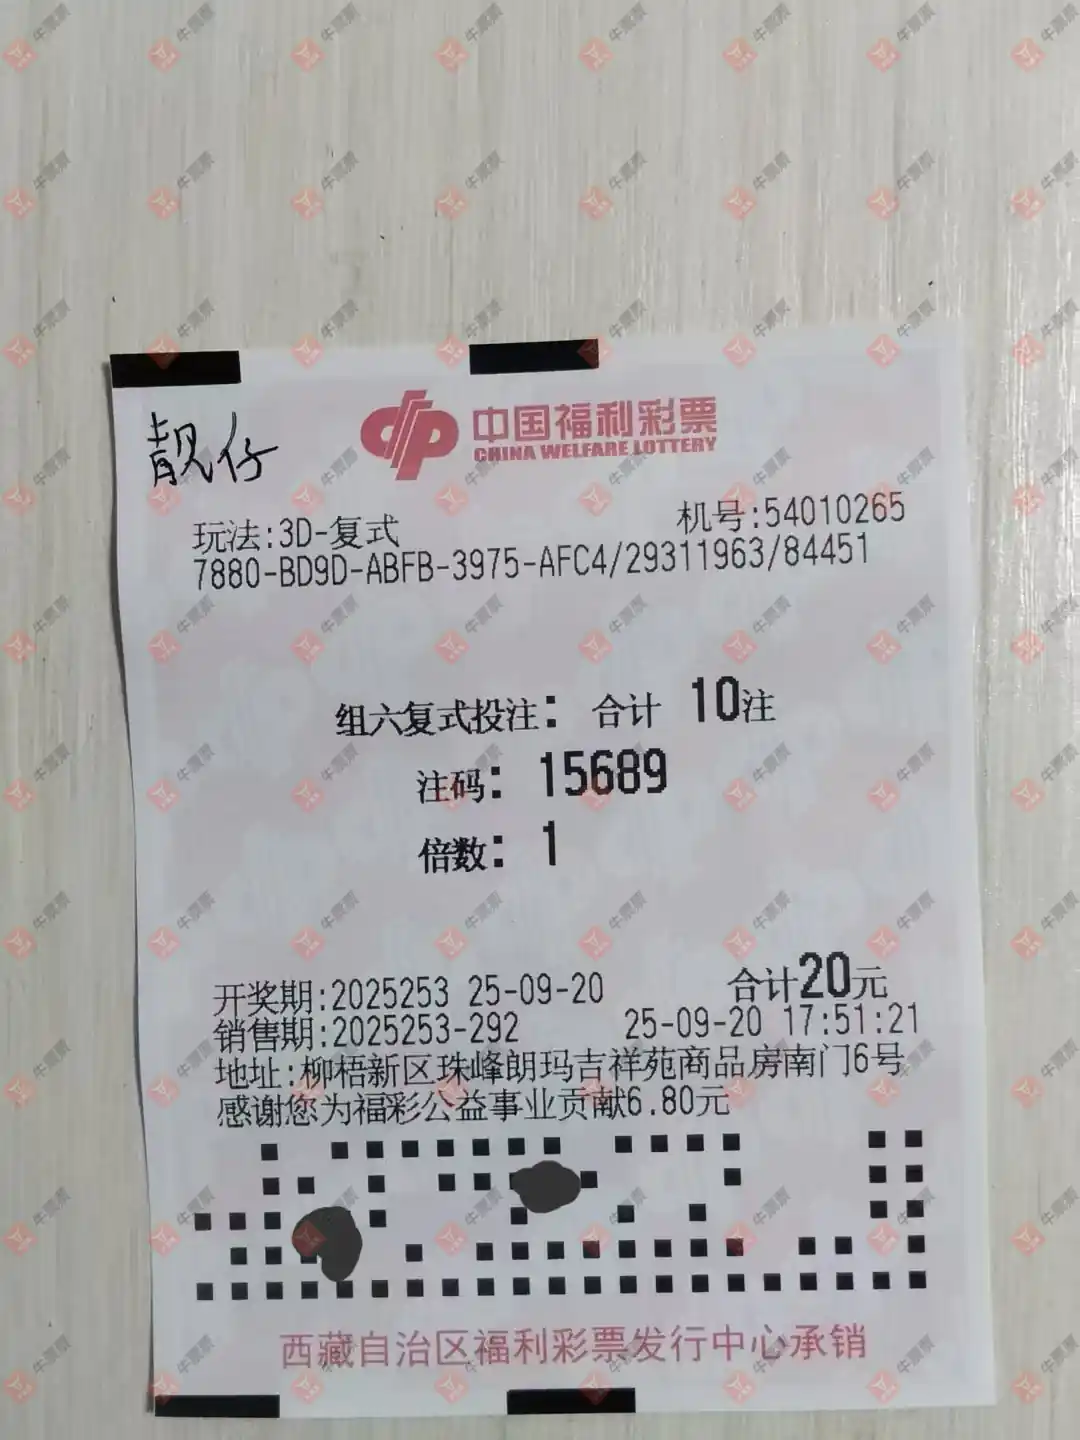 靓仔
中国福利彩票
CHINA WELFARE LOTTERY
玩法:3D-复式 机号:54010265
7880-BD9D-ABFB-3975-AFC4/29311963/84451
组六复式投注: 合计 10注
注码: 15689
倍数: 1
开奖期:2025253 25-09-20 合计20元
销售期:2025253-292 25-09-20 17:51:21
地址:柳梧新区珠峰朗玛吉祥苑商品房南门6号
感谢您为福彩公益事业贡献6.80元
西藏自治区福利彩票发行中心承销
牛票票